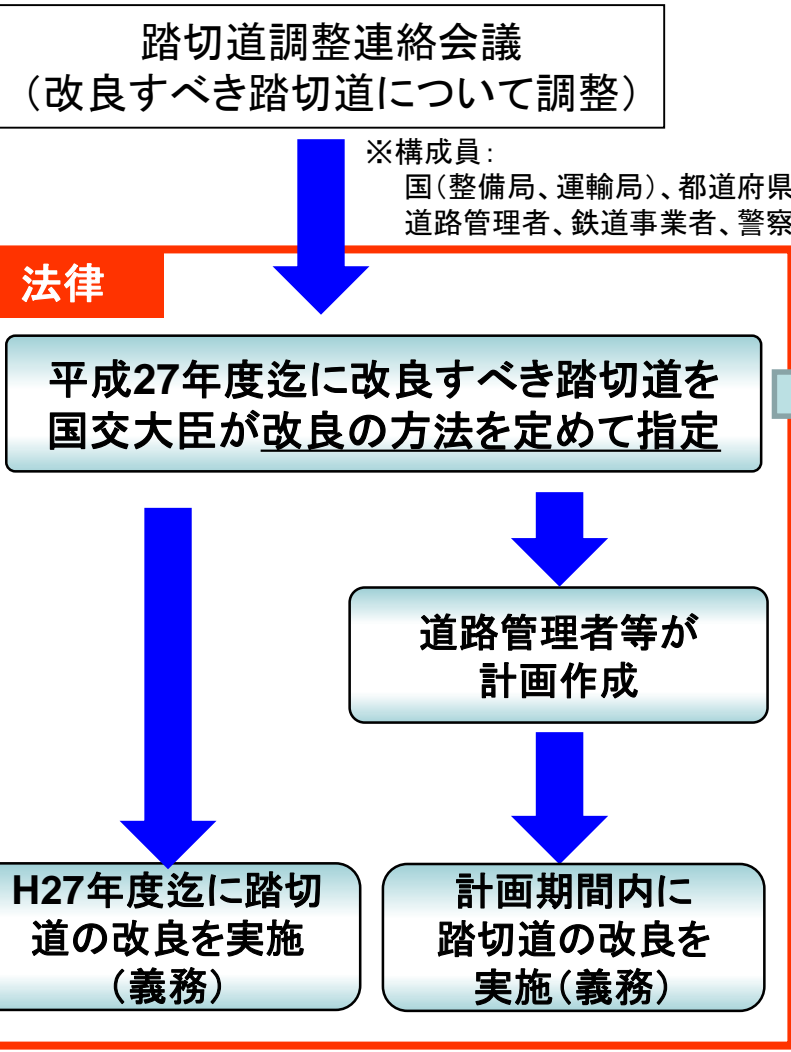 踏切道調整連絡会議
（改良すべき踏切道について調整）
※構成員：
国（整備局、運輸局）、都道府県
道路管理者、鉄道事業者、警察
法律
平成27年度迄に改良すべき踏切道を
国交大臣が改良の方法を定めて指定
道路管理者等が
計画作成
H27年度迄に踏切
道の改良を実施
（義務）
計画期間内に
踏切道の改良を
実施（義務）